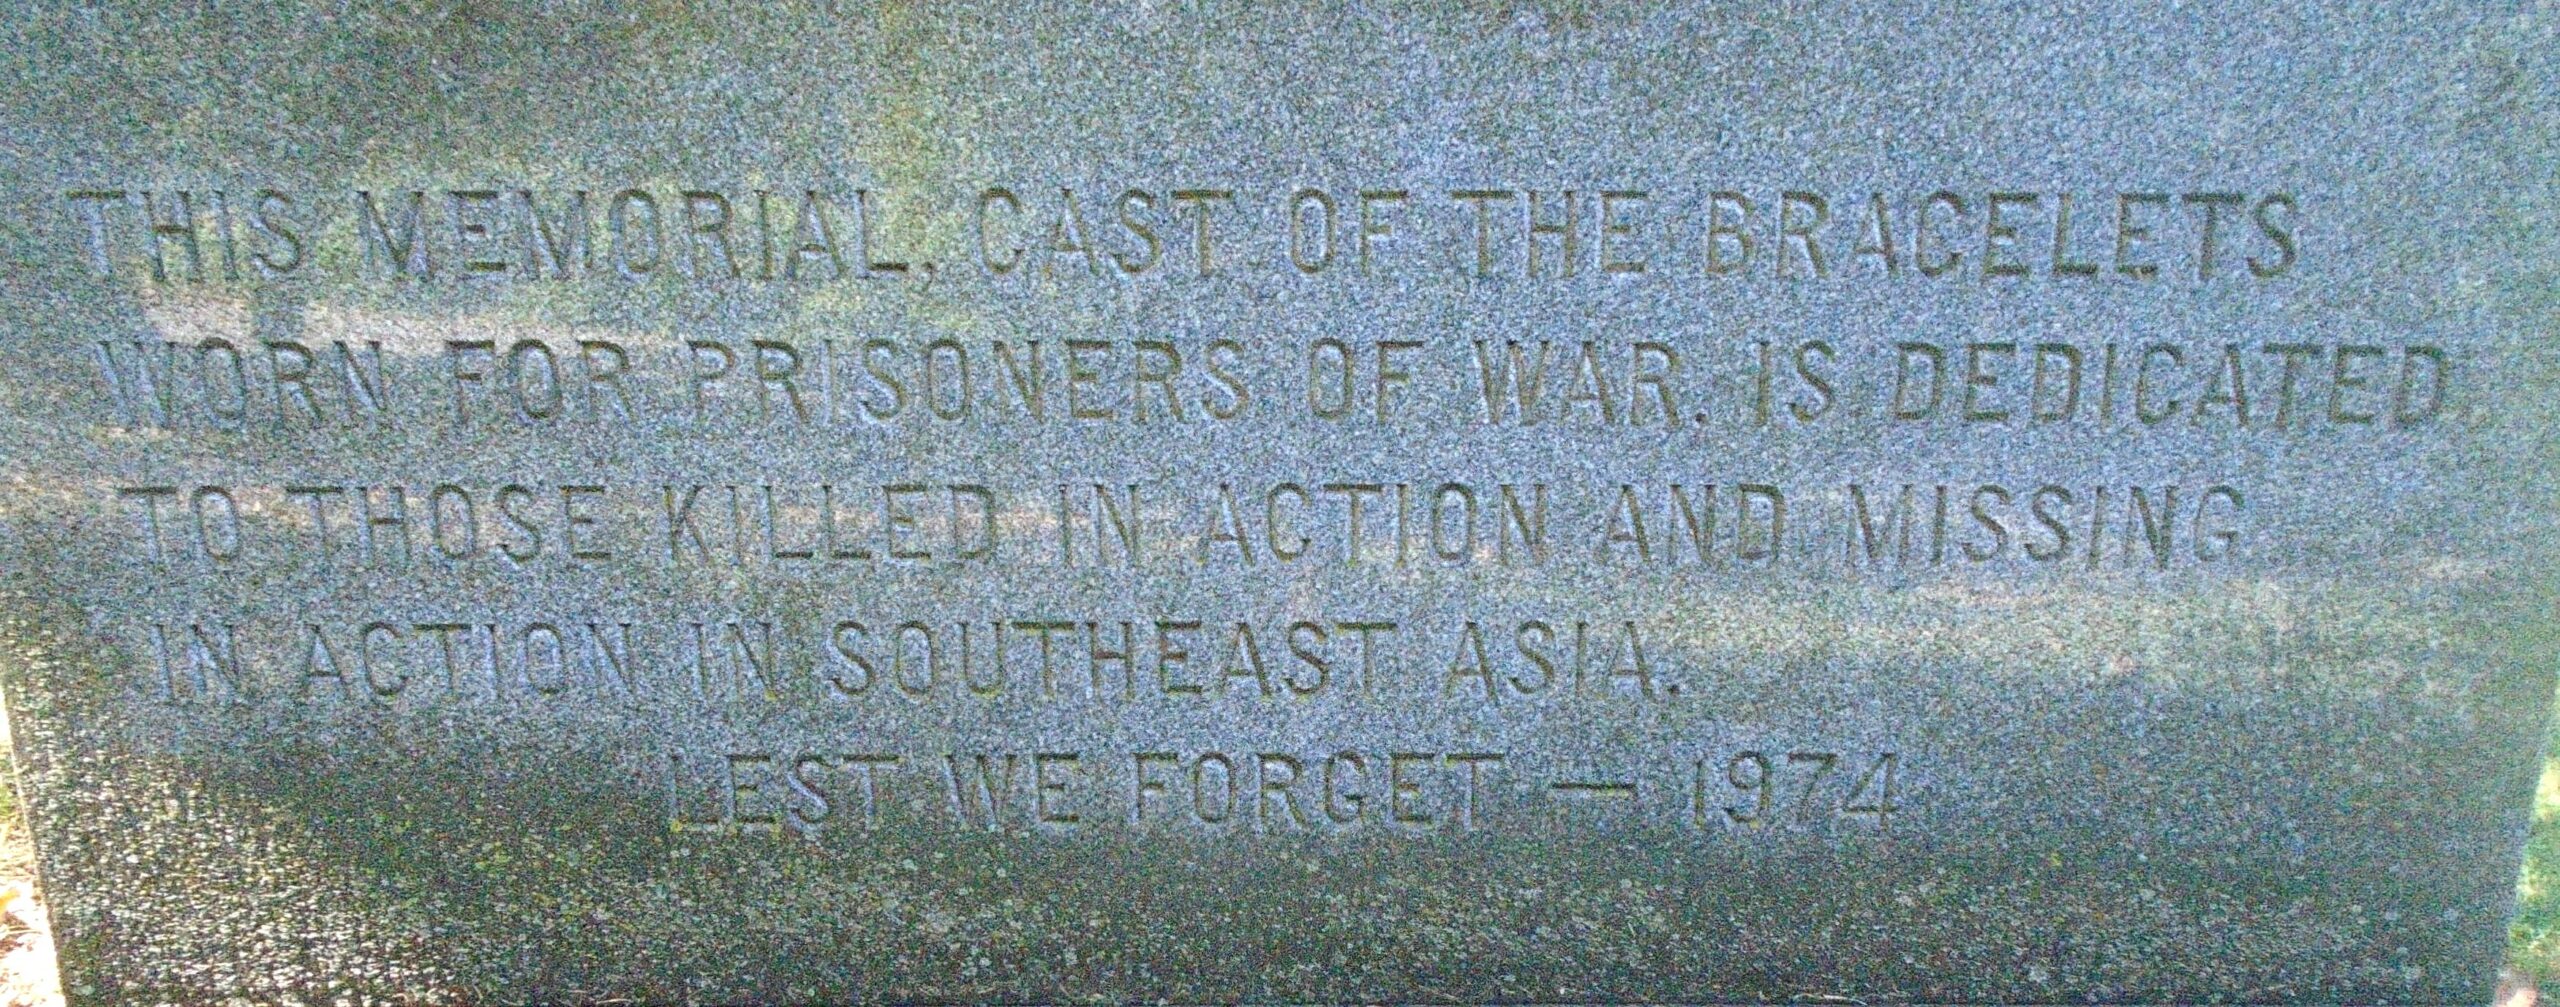 THIS MEMORIAL, CAST OF THE BRACELETS
WORN FOR PRISONERS OF WAR, IS DEDICATED
TO THOSE KILLED IN ACTION AND MISSING
IN ACTION IN SOUTHEAST ASIA.
LEST WE FORGET — 1974